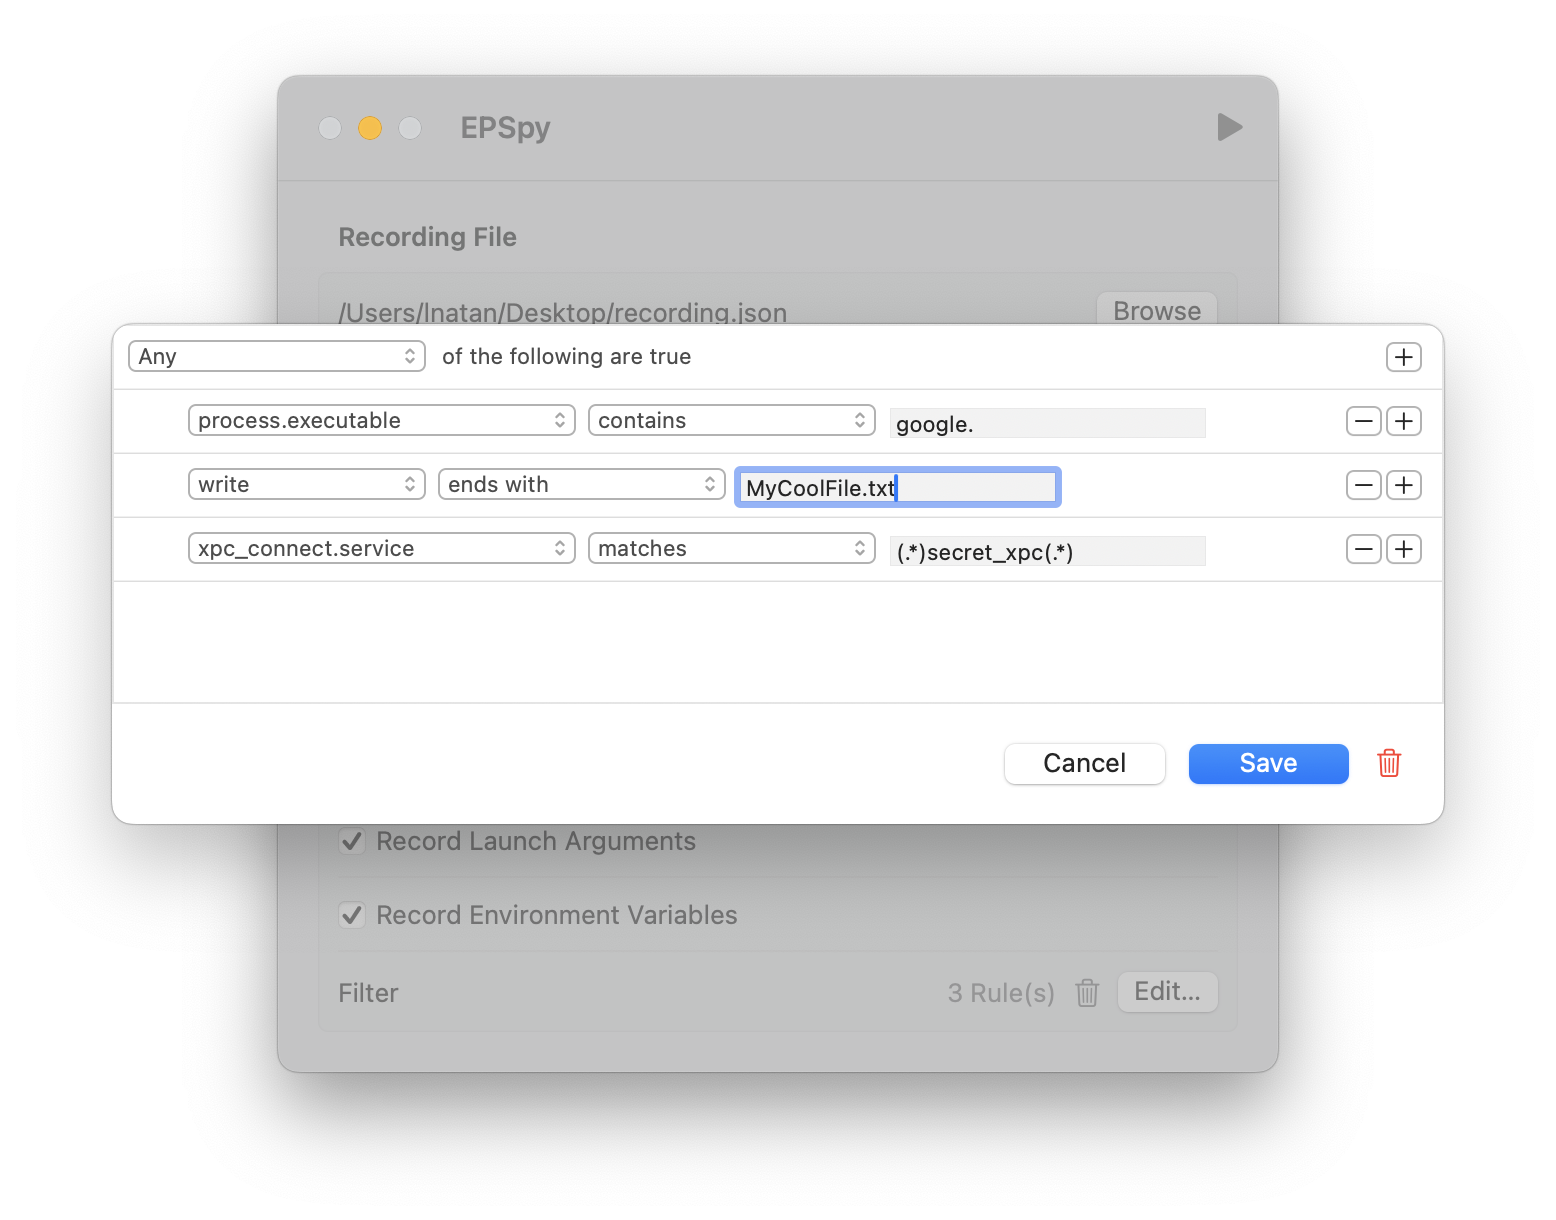 EPSpy
Recording File
/Users/lnatan/Desktop/recording.json Browse
Any of the following are true
process.executable contains google.
write ends with MyCoolFile.txt
xpc_connect.service matches (.*)secret_xpc(.*)
Cancel Save
Record Launch Arguments
Record Environment Variables
Filter 3 Rule(s) Edit...